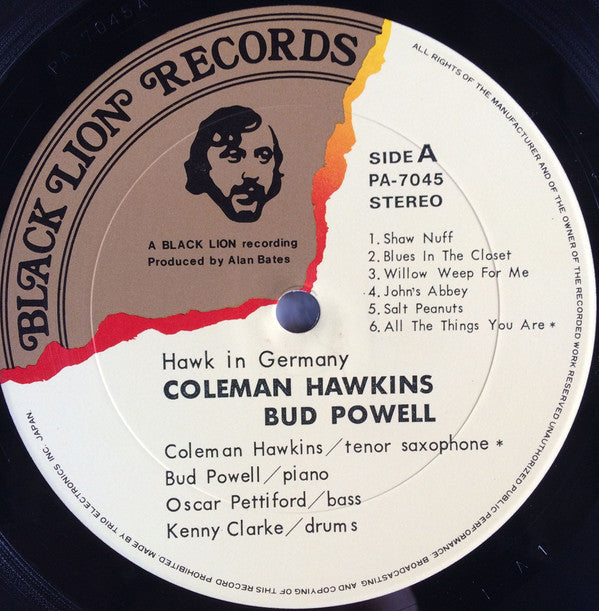 PA 7045A
BLACK LION RECORDS
A BLACK LION recording
Produced by Alan Bates
SIDE A
PA-7045
STEREO
1. Shaw Nuff
2. Blues In The Closet
3. Willow Weep For Me
4. John's Abbey
5. Salt Peanuts
6. All The Things You Are *
Hawk in Germany
COLEMAN HAWKINS
BUD POWELL
Coleman Hawkins/tenor saxophone *
Bud Powell/piano
Oscar Pettiford/bass
Kenny Clarke/drums
ALL RIGHTS OF THE MANUFACTURER AND OF THE OWNER OF THE RECORDED WORK RESERVED UNAUTHORIZED PUBLIC PERFORMANCE, BROADCASTING AND COPYING OF THIS RECORD PROHIBITED MADE BY TRIO ELECTRONICS INC, JAPAN